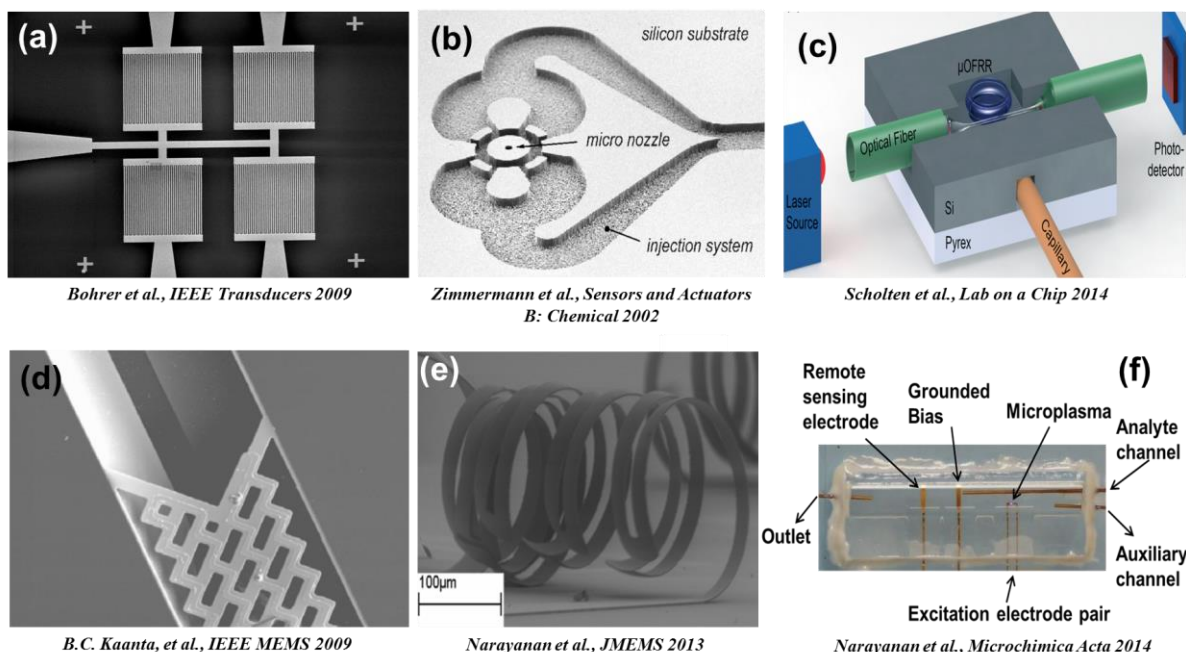 (a)
Bohrer et al., IEEE Transducers 2009
(b)
silicon substrate
micro nozzle
injection system
Zimmermann et al., Sensors and Actuators
B: Chemical 2002
(c)
µOFRR
Optical Fiber
Photo-
detector
Laser
Source
Si
Pyrex
Capillary
Scholten et al., Lab on a Chip 2014
(d)
B.C. Kaanta, et al., IEEE MEMS 2009
(e)
100µm
Narayanan et al., JMEMS 2013
(f)
Remote
sensing
electrode
Grounded
Bias
Microplasma
Analyte
channel
Outlet
Auxiliary
channel
Excitation electrode pair
Narayanan et al., Microchimica Acta 2014